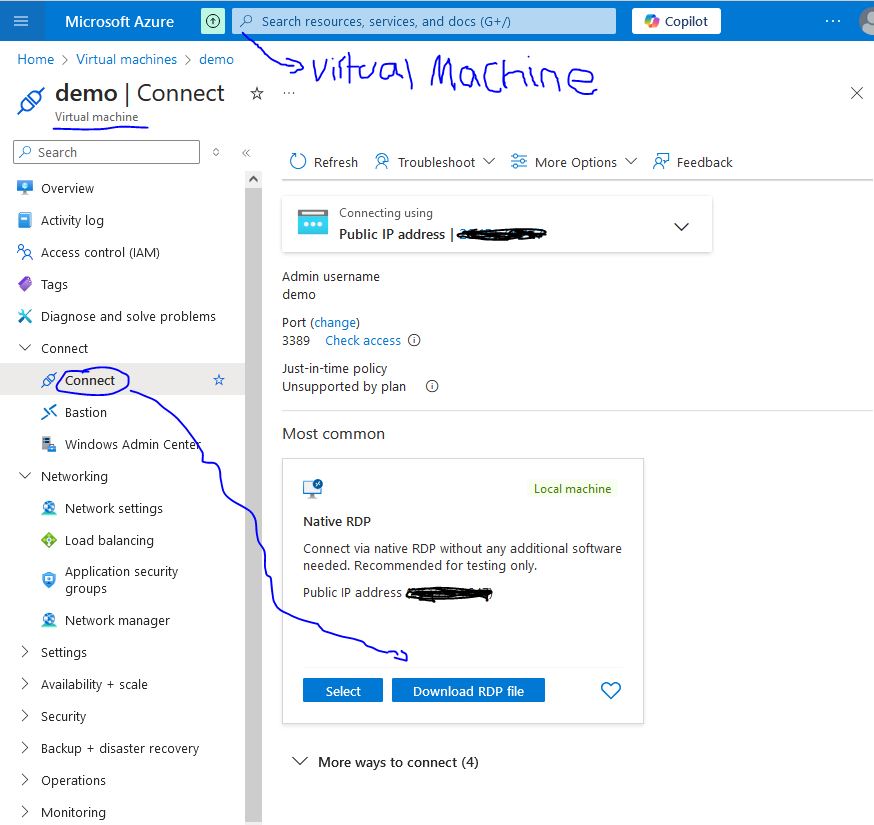 Microsoft Azure
Search resources, services, and docs (G+/)
Copilot
...
Home > Virtual machines > demo
Virtual Machine
demo | Connect
...
Virtual machine
Search
Refresh
Troubleshoot
More Options
Feedback
Overview
Activity log
Access control (IAM)
Tags
Diagnose and solve problems
Connect
Connect
Bastion
Windows Admin Center
Networking
Network settings
Load balancing
Application security
groups
Network manager
Settings
Availability + scale
Security
Backup + disaster recovery
Operations
Monitoring
Connecting using
Public IP address |
Admin username
demo
Port (change)
3389 Check access
Just-in-time policy
Unsupported by plan
Most common
Local machine
Native RDP
Connect via native RDP without any additional software
needed. Recommended for testing only.
Public IP address
Select
Download RDP file
More ways to connect (4)